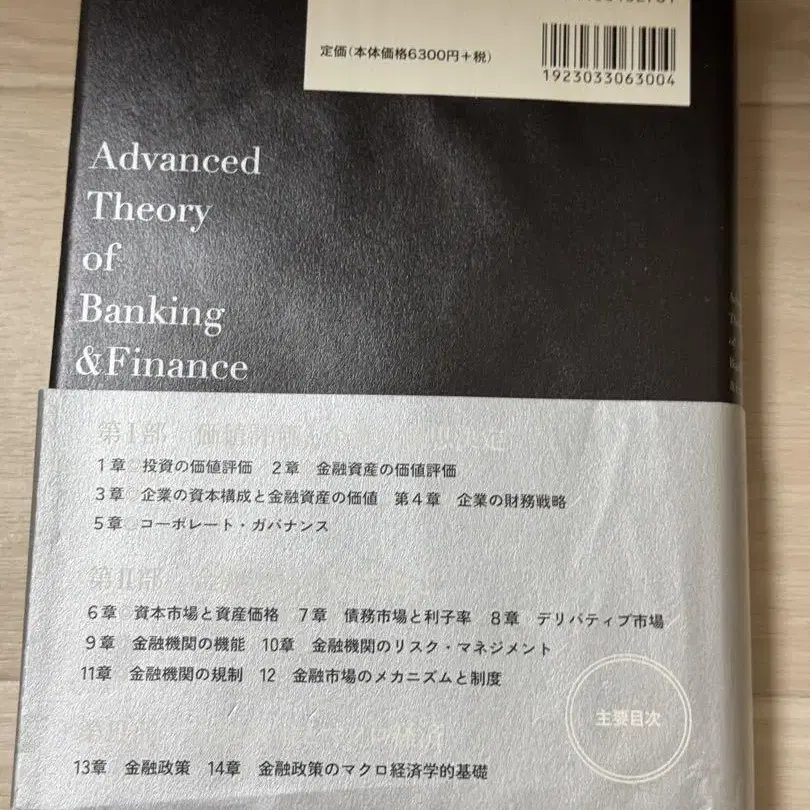 定価(本体価格6300円+税)
1923033063004
Advanced
Theory
of
Banking
&Finance
第I部
1章 投資の価値評価 2章 金融資産の価値評価
3章 企業の資本構成と金融資産の価値 第4章 企業の財務戦略
5章 コーポレート・ガバナンス
第II部
6章 資本市場と資産価格 7章 債務市場と利子率 8章 デリバティブ市場
9章 金融機関の機能 10章 金融機関のリスク・マネジメント
11章 金融機関の規制 12 金融市場のメカニズムと制度
主要目次
13章 金融政策 14章 金融政策のマクロ経済学的基礎